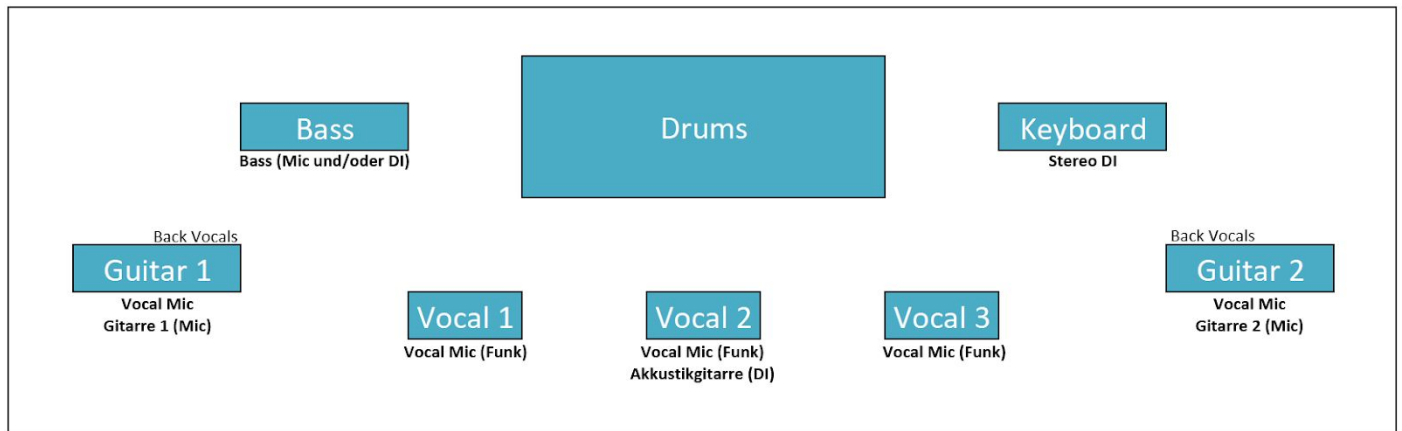 Bass
Drums
Keyboard
Bass (Mic und/oder DI)
Stereo DI
Back Vocals
Back Vocals
Guitar 1
Guitar 2
Vocal Mic
Gitarre 1 (Mic)
Vocal Mic
Gitarre 2 (Mic)
Vocal 1
Vocal 2
Vocal 3
Vocal Mic (Funk)
Vocal Mic (Funk)
Akkustikgitarre (DI)
Vocal Mic (Funk)